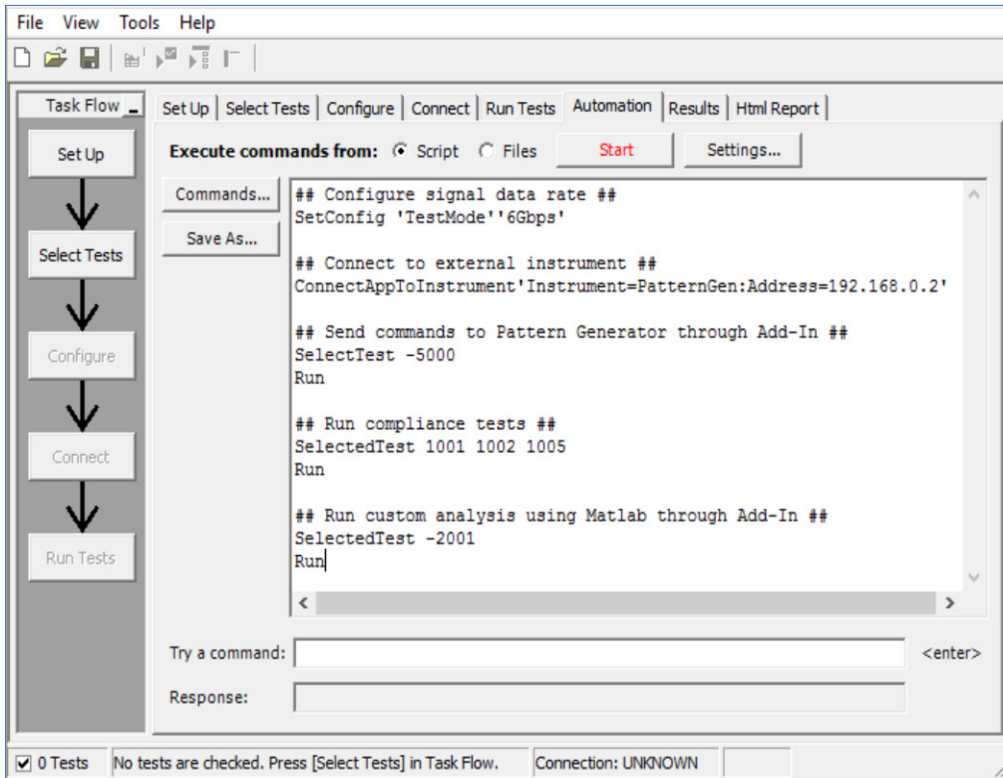 File View Tools Help
Task Flow
Set Up
Select Tests
Configure
Connect
Run Tests
Set Up Select Tests Configure Connect Run Tests Automation Results Html Report
Execute commands from: Script Files Start Settings...
Commands...
Save As...
## Configure signal data rate ##
SetConfig 'TestMode''6Gbps'
## Connect to external instrument ##
ConnectAppToInstrument'Instrument=PatternGen:Address=192.168.0.2'
## Send commands to Pattern Generator through Add-In ##
SelectTest -5000
Run
## Run compliance tests ##
SelectedTest 1001 1002 1005
Run
## Run custom analysis using Matlab through Add-In ##
SelectedTest -2001
Run
Try a command: <enter>
Response:
0 Tests No tests are checked. Press [Select Tests] in Task Flow. Connection: UNKNOWN